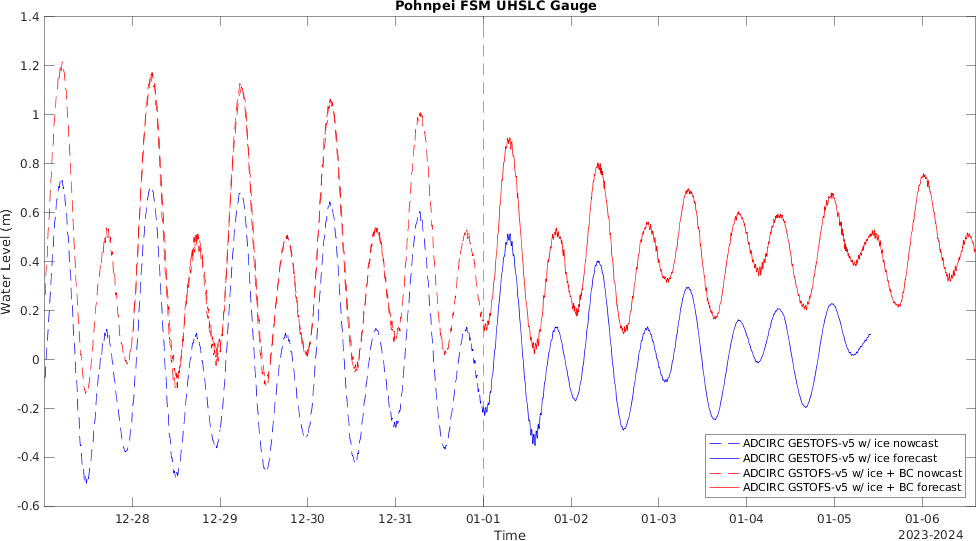 Pohnpei FSM UHSLC Gauge
1.4
1.2
1
0.8
0.6
0.4
0.2
0
-0.2
-0.4
-0.6
Water Level (m)
12-28 12-29 12-30 12-31 01-01 01-02 01-03 01-04 01-05 01-06
Time
2023-2024
ADCIRC GESTOFS-v5 w/ ice nowcast
ADCIRC GESTOFS-v5 w/ ice forecast
ADCIRC GSTOFS-v5 w/ ice + BC nowcast
ADCIRC GSTOFS-v5 w/ ice + BC forecast